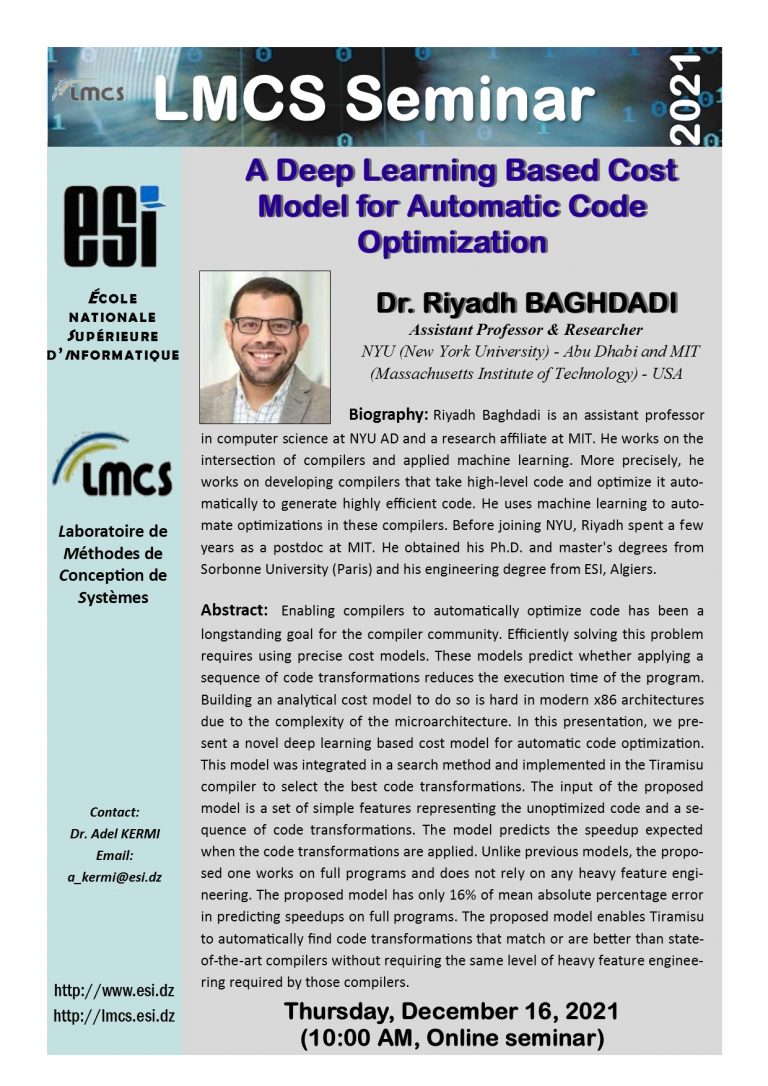 Lmcs
LMCS Seminar
2021
esi
École
nationale
Supérieure
d'Informatique
Lmcs
Laboratoire de
Méthodes de
Conception de
Systèmes
Contact:
Dr. Adel KERMI
Email:
a_kermi@esi.dz
http://www.esi.dz
http://lmcs.esi.dz
A Deep Learning Based Cost
Model for Automatic Code
Optimization
Dr. Riyadh BAGHDADI
Assistant Professor & Researcher
NYU (New York University) - Abu Dhabi and MIT
(Massachusetts Institute of Technology) - USA
Biography: Riyadh Baghdadi is an assistant professor
in computer science at NYU AD and a research affiliate at MIT. He works on the
intersection of compilers and applied machine learning. More precisely, he
works on developing compilers that take high-level code and optimize it auto-
matically to generate highly efficient code. He uses machine learning to auto-
mate optimizations in these compilers. Before joining NYU, Riyadh spent a few
years as a postdoc at MIT. He obtained his Ph.D. and master's degrees from
Sorbonne University (Paris) and his engineering degree from ESI, Algiers.
Abstract: Enabling compilers to automatically optimize code has been a
longstanding goal for the compiler community. Efficiently solving this problem
requires using precise cost models. These models predict whether applying a
sequence of code transformations reduces the execution time of the program.
Building an analytical cost model to do so is hard in modern x86 architectures
due to the complexity of the microarchitecture. In this presentation, we pre-
sent a novel deep learning based cost model for automatic code optimization.
This model was integrated in a search method and implemented in the Tiramisu
compiler to select the best code transformations. The input of the proposed
model is a set of simple features representing the unoptimized code and a se-
quence of code transformations. The model predicts the speedup expected
when the code transformations are applied. Unlike previous models, the propo-
sed one works on full programs and does not rely on any heavy feature engi-
neering. The proposed model has only 16% of mean absolute percentage error
in predicting speedups on full programs. The proposed model enables Tiramisu
to automatically find code transformations that match or are better than state-
of-the-art compilers without requiring the same level of heavy feature enginee-
ring required by those compilers.
Thursday, December 16, 2021
(10:00 AM, Online seminar)